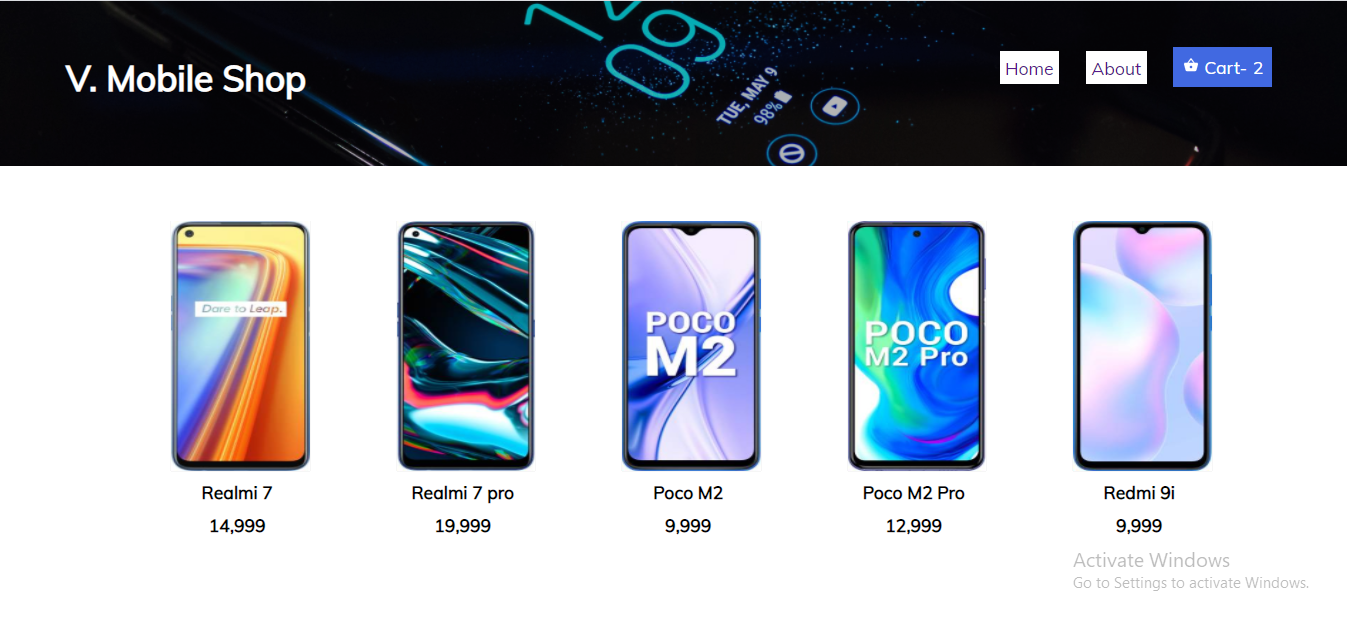 V. Mobile Shop
Home
About
Cart- 2
09
TUE, MAY 9
98%
Dare to Leap.
POCO
M2
POCO
M2 Pro
Realmi 7
Realmi 7 pro
Poco M2
Poco M2 Pro
Redmi 9i
14,999
19,999
9,999
12,999
9,999
Activate Windows
Go to Settings to activate Windows.